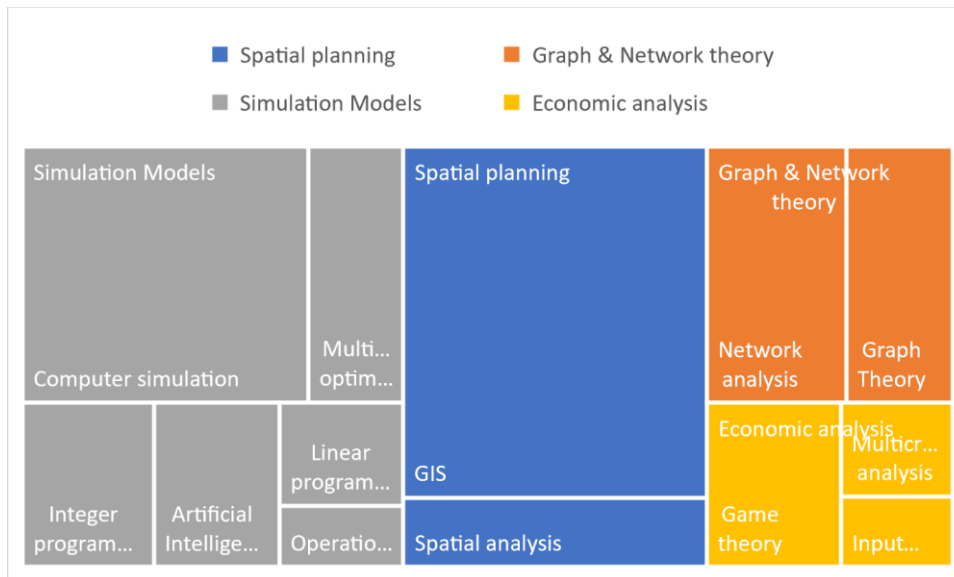 Spatial planning
Graph & Network theory
Simulation Models
Economic analysis
Simulation Models
Computer simulation
Multi...
optim...
Integer
program...
Artificial
Intellige...
Linear
program...
Operatio...
Spatial planning
GIS
Spatial analysis
Graph & Network
theory
Network
analysis
Graph
Theory
Economic analysis
Game
theory
Multicr...
analysis
Input...